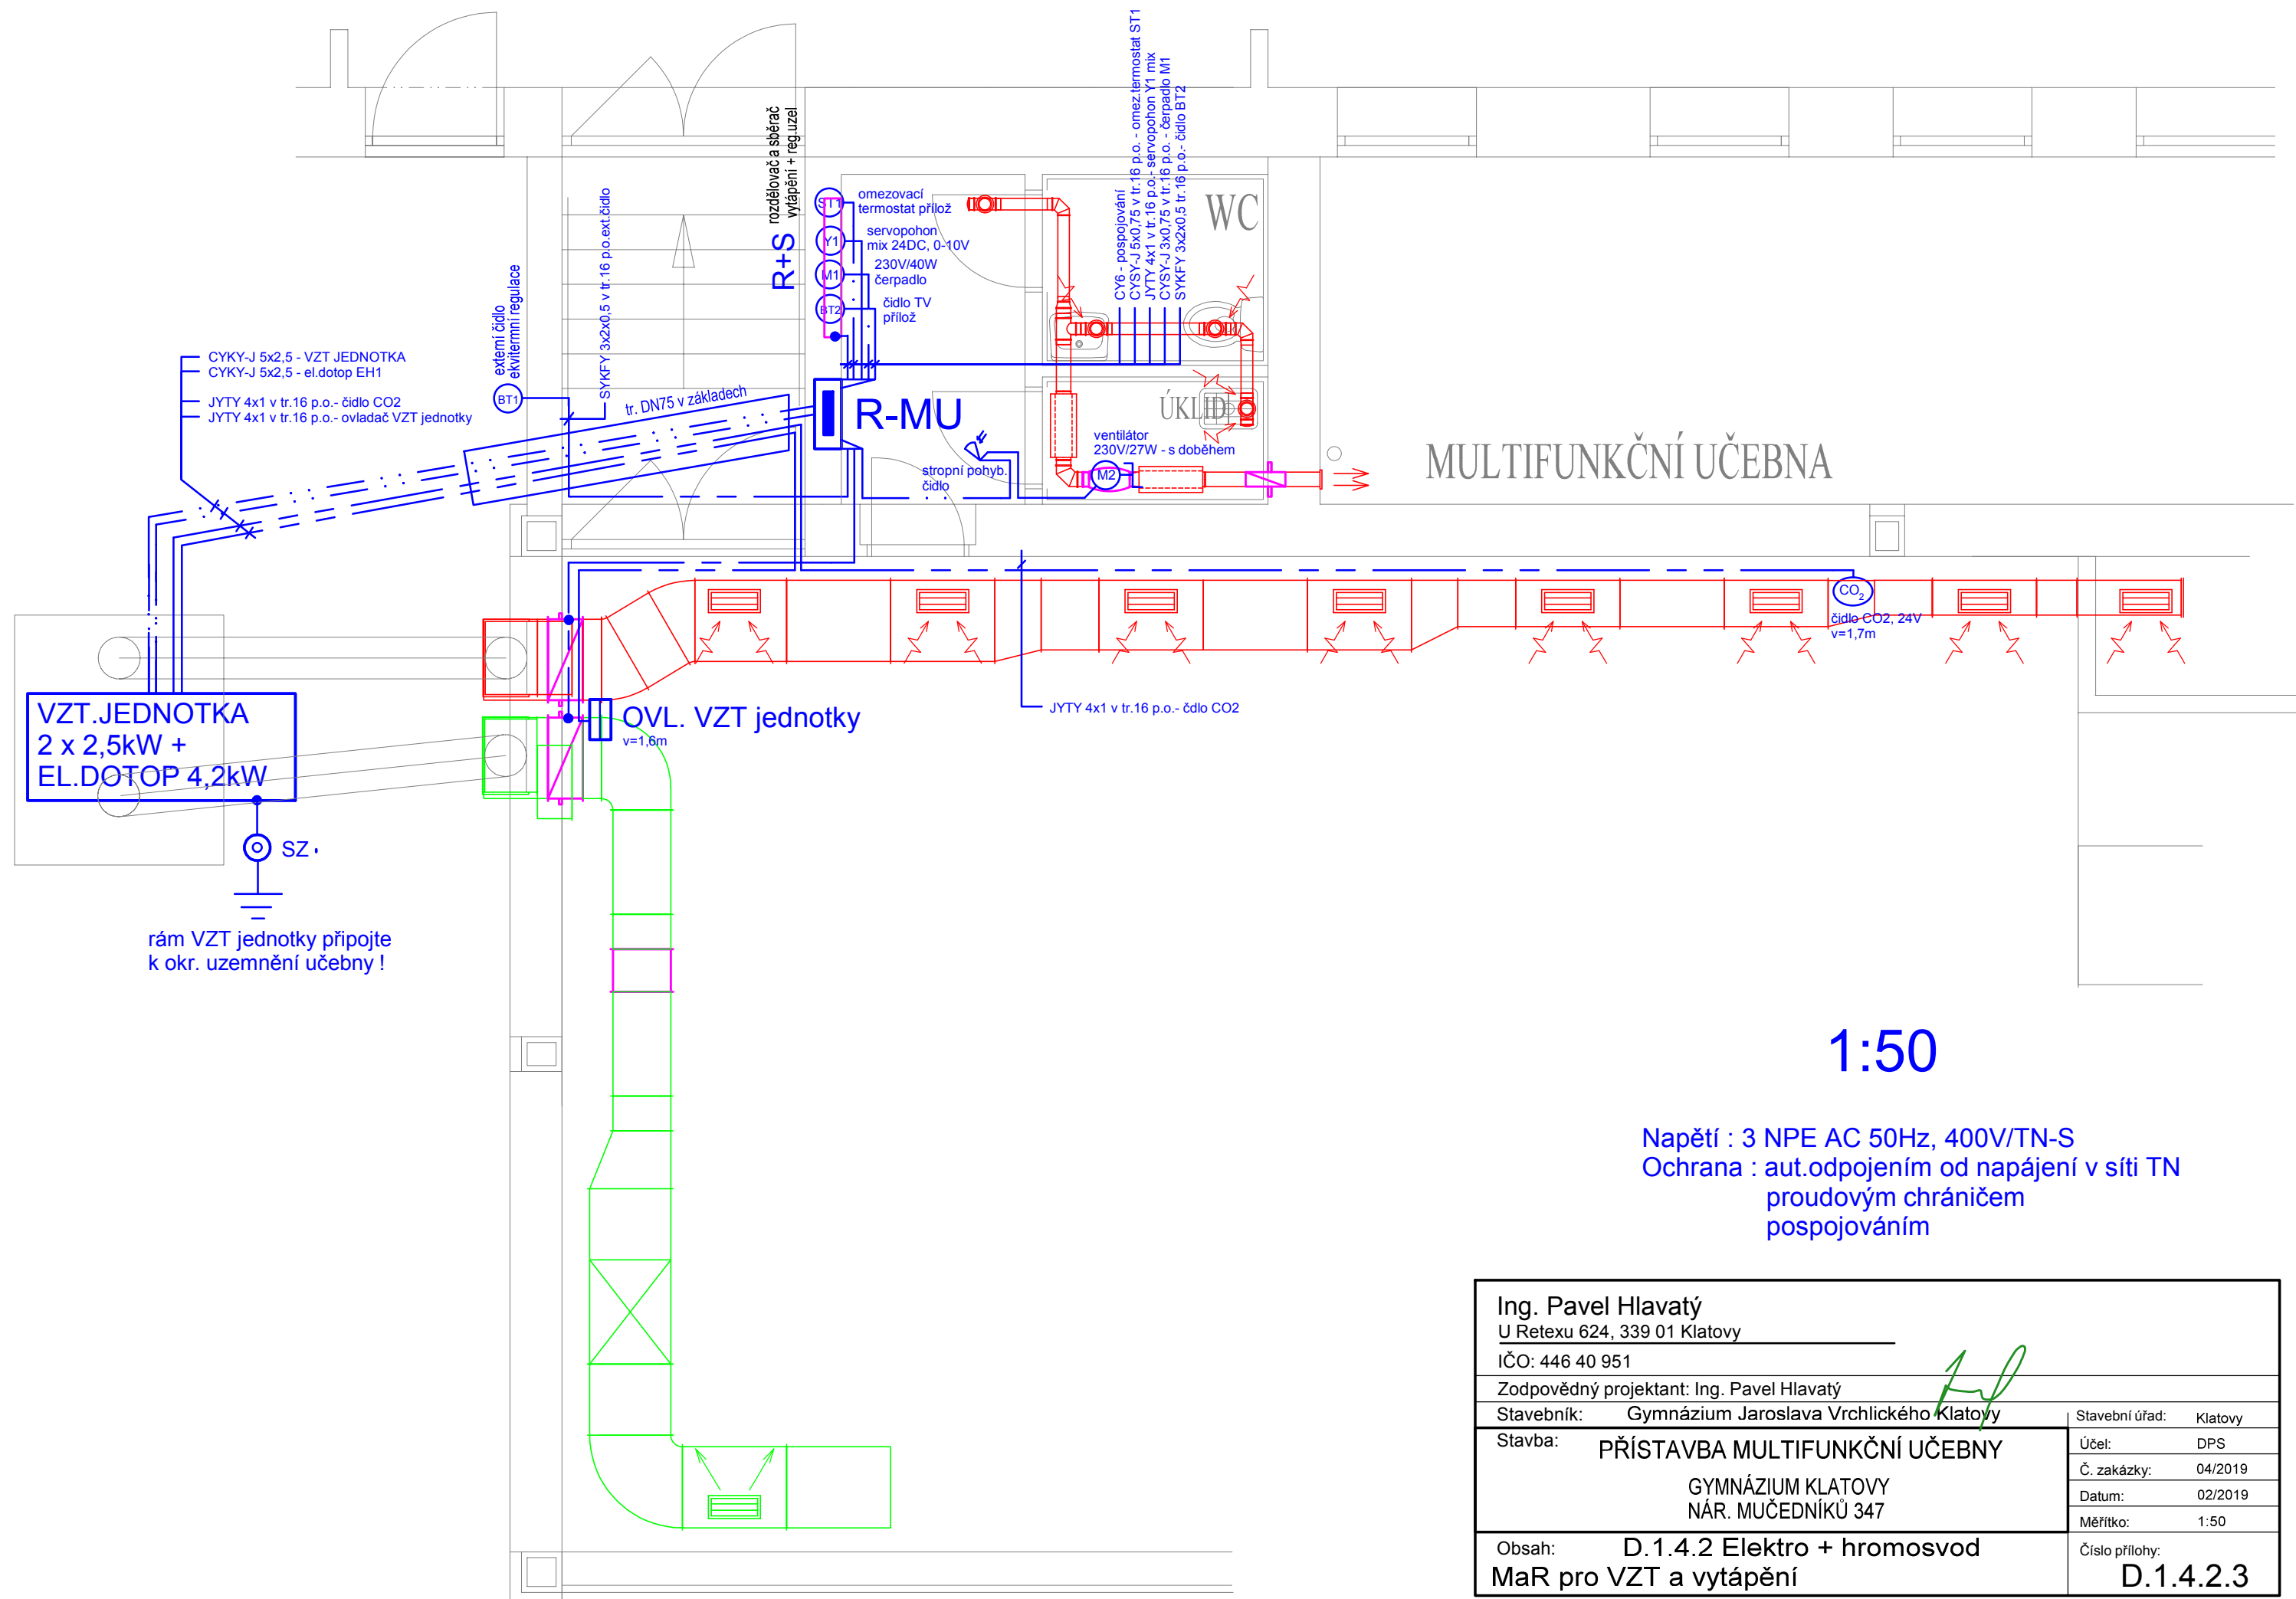 CY6 - pospojování
CYSY-J 5x0,75 v tr.16 p.o. - omez.termostat ST1
JYTY 4x1 v tr.16 p.o.- servopohon Y1 mix
CYSY-J 3x0,75 v tr.16 p.o. - čerpadlo M1
SYKFY 3x2x0,5 tr.16 p.o.- čidlo BT2
rozdělovač a sběrač
vytápění + reg.uzel
R+S
ST1
omezovací
termostat přílož
Y1
servopohon
mix 24DC, 0-10V
M1
230V/40W
čerpadlo
BT2
čidlo TV
přílož
WC
SYKFY 3x2x0,5 v tr.16 p.o.ext.čidlo
externí čidlo
ekvitermní regulace
BT1
CYKY-J 5x2,5 - VZT JEDNOTKA
CYKY-J 5x2,5 - el.dotop EH1
JYTY 4x1 v tr.16 p.o.- čidlo CO2
JYTY 4x1 v tr.16 p.o.- ovladač VZT jednotky
tr. DN75 v základech
R-MU
ÚKLID
ventilátor
230V/27W - s doběhem
M2
stropní pohyb.
čidlo
MULTIFUNKČNÍ UČEBNA
CO2
čidlo CO2, 24V
v=1,7m
JYTY 4x1 v tr.16 p.o.- čdlo CO2
OVL. VZT jednotky
v=1,6m
VZT.JEDNOTKA
2 x 2,5kW +
EL.DOTOP 4,2kW
SZ
rám VZT jednotky připojte
k okr. uzemnění učebny !
1:50
Napětí : 3 NPE AC 50Hz, 400V/TN-S
Ochrana : aut.odpojením od napájení v síti TN
proudovým chráničem
pospojováním
Ing. Pavel Hlavatý
U Retexu 624, 339 01 Klatovy
IČO: 446 40 951
Zodpovědný projektant: Ing. Pavel Hlavatý
Stavebník: Gymnázium Jaroslava Vrchlického Klatovy
Stavební úřad: Klatovy
Stavba: PŘÍSTAVBA MULTIFUNKČNÍ UČEBNY
GYMNÁZIUM KLATOVY
NÁR. MUČEDNÍKŮ 347
Účel: DPS
Č. zakázky: 04/2019
Datum: 02/2019
Měřítko: 1:50
Obsah: D.1.4.2 Elektro + hromosvod
MaR pro VZT a vytápění
Číslo přílohy:
D.1.4.2.3